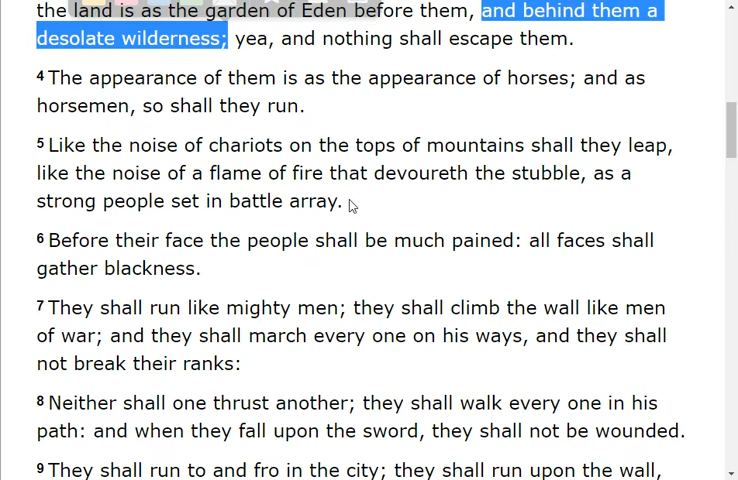 the land is as the garden of Eden before them, and behind them a
desolate wilderness; yea, and nothing shall escape them.
4 The appearance of them is as the appearance of horses; and as
horsemen, so shall they run.
5 Like the noise of chariots on the tops of mountains shall they leap,
like the noise of a flame of fire that devoureth the stubble, as a
strong people set in battle array.
6 Before their face the people shall be much pained: all faces shall
gather blackness.
7 They shall run like mighty men; they shall climb the wall like men
of war; and they shall march every one on his ways, and they shall
not break their ranks:
8 Neither shall one thrust another; they shall walk every one in his
path: and when they fall upon the sword, they shall not be wounded.
9 They shall run to and fro in the city; they shall run upon the wall,